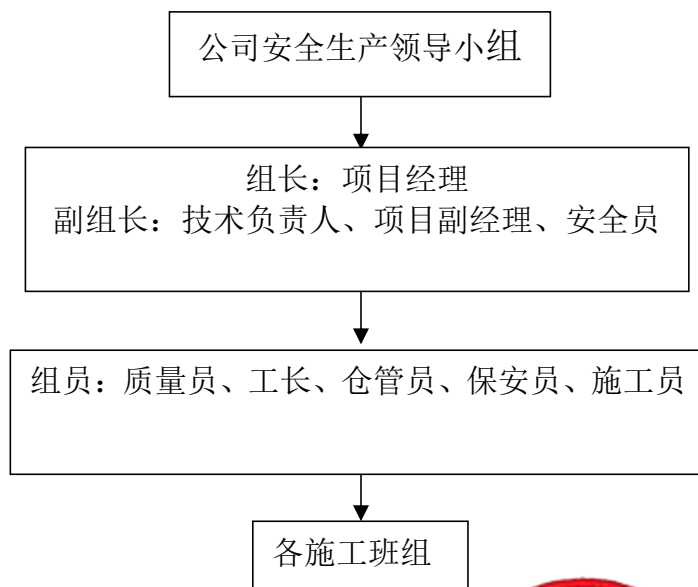 公司安全生产领导小组
组长：项目经理
副组长：技术负责人、项目副经理、安全员
组员：质量员、工长、仓管员、保安员、施工员
各施工班组